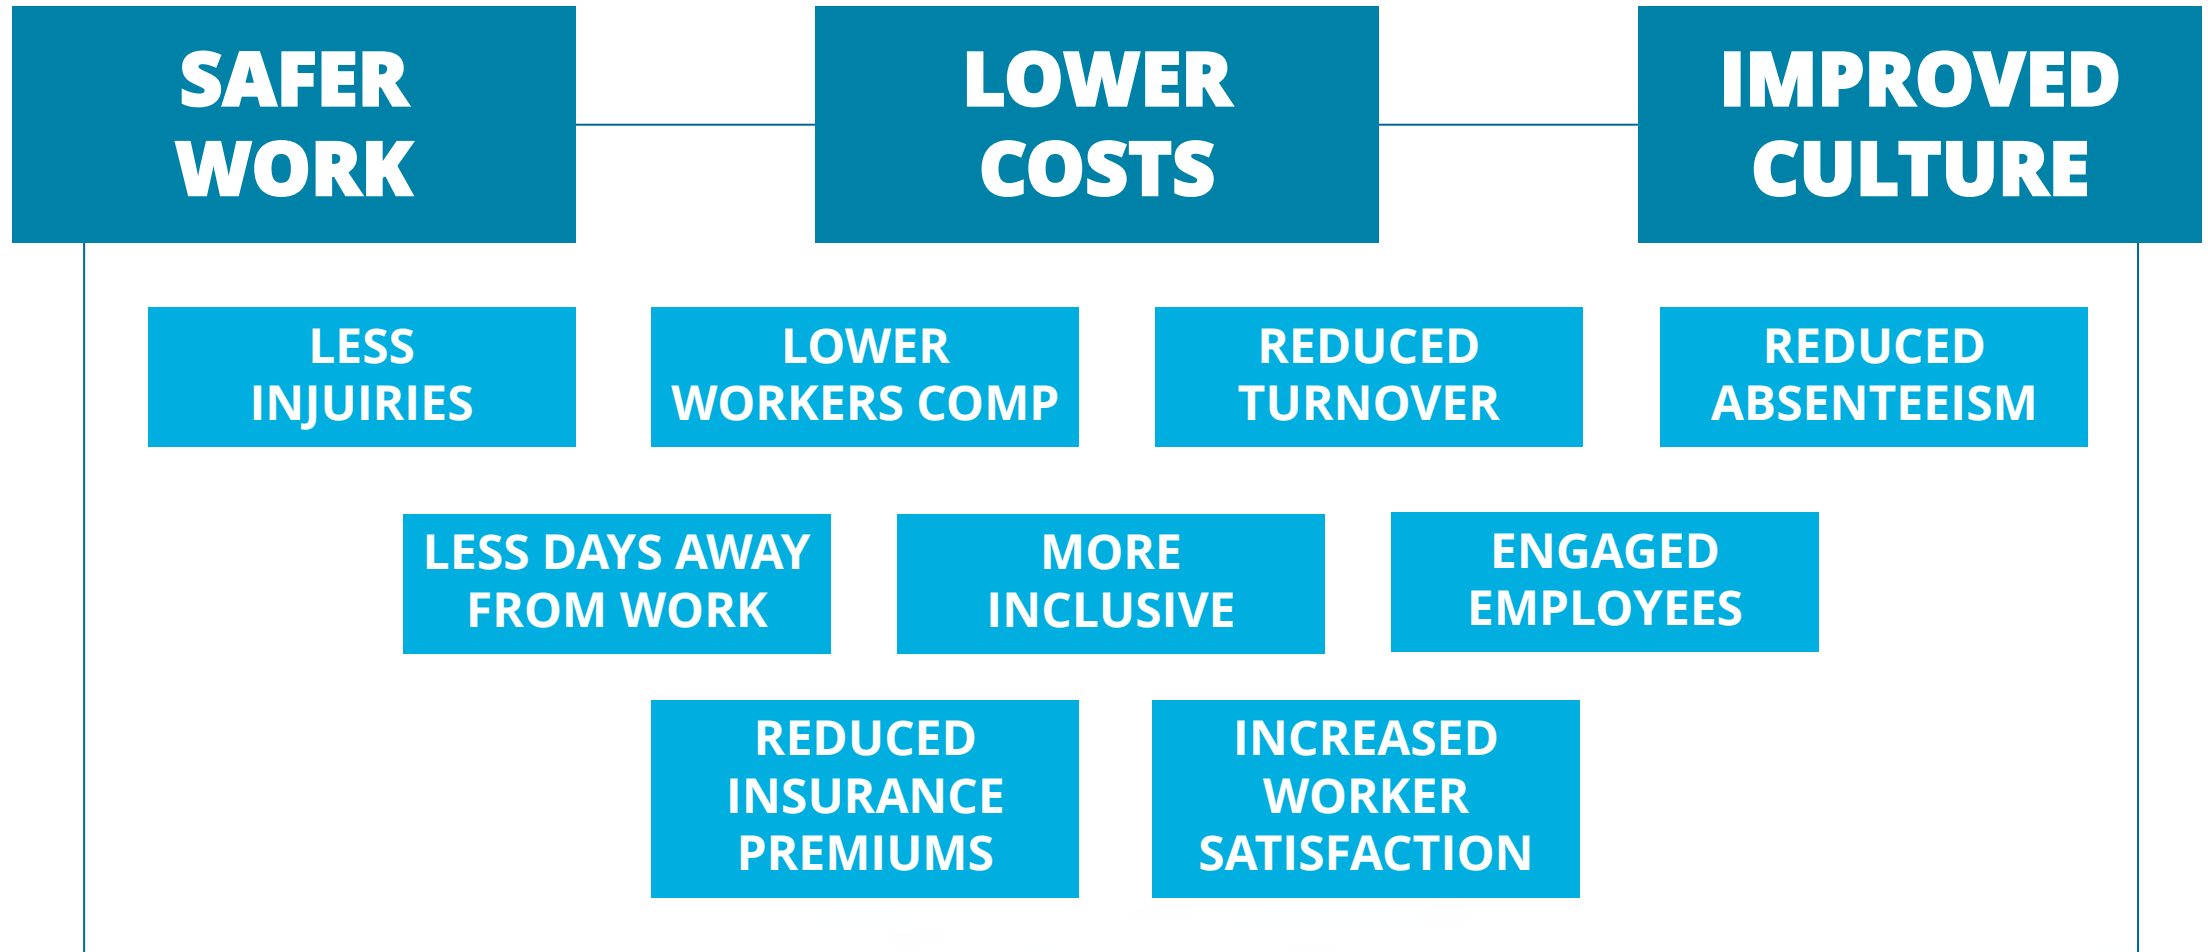 SAFER
WORK
LOWER
COSTS
IMPROVED
CULTURE
LESS
INJUIRIES
LOWER
WORKERS COMP
REDUCED
TURNOVER
REDUCED
ABSENTEEISM
LESS DAYS AWAY
FROM WORK
MORE
INCLUSIVE
ENGAGED
EMPLOYEES
REDUCED
INSURANCE
PREMIUMS
INCREASED
WORKER
SATISFACTION